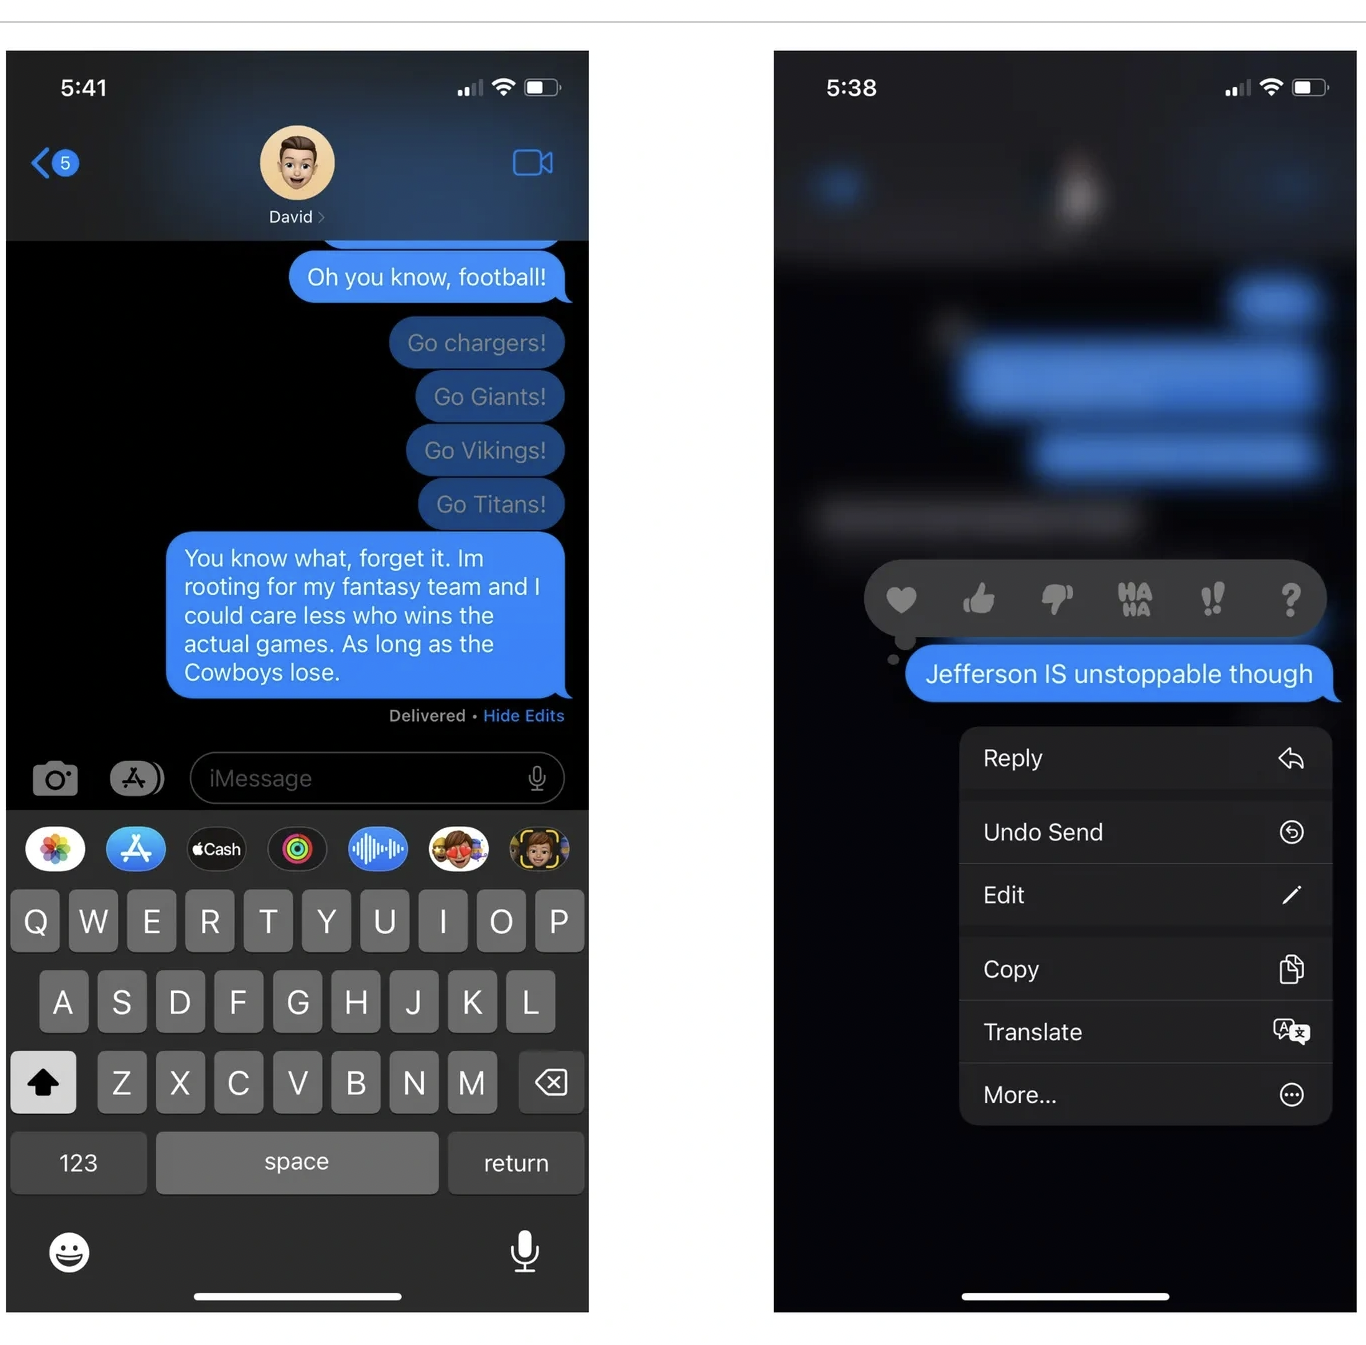 5:41
5
David
Oh you know, football!
Go chargers!
Go Giants!
Go Vikings!
Go Titans!
You know what, forget it. Im
rooting for my fantasy team and I
could care less who wins the
actual games. As long as the
Cowboys lose.
Delivered • Hide Edits
iMessage
Cash
Q W E R T Y U I O P
A S D F G H J K L
Z X C V B N M
123 space return
5:38
HA
HA
!!
?
Jefferson IS unstoppable though
Reply
Undo Send
Edit
Copy
Translate
A 文
More...